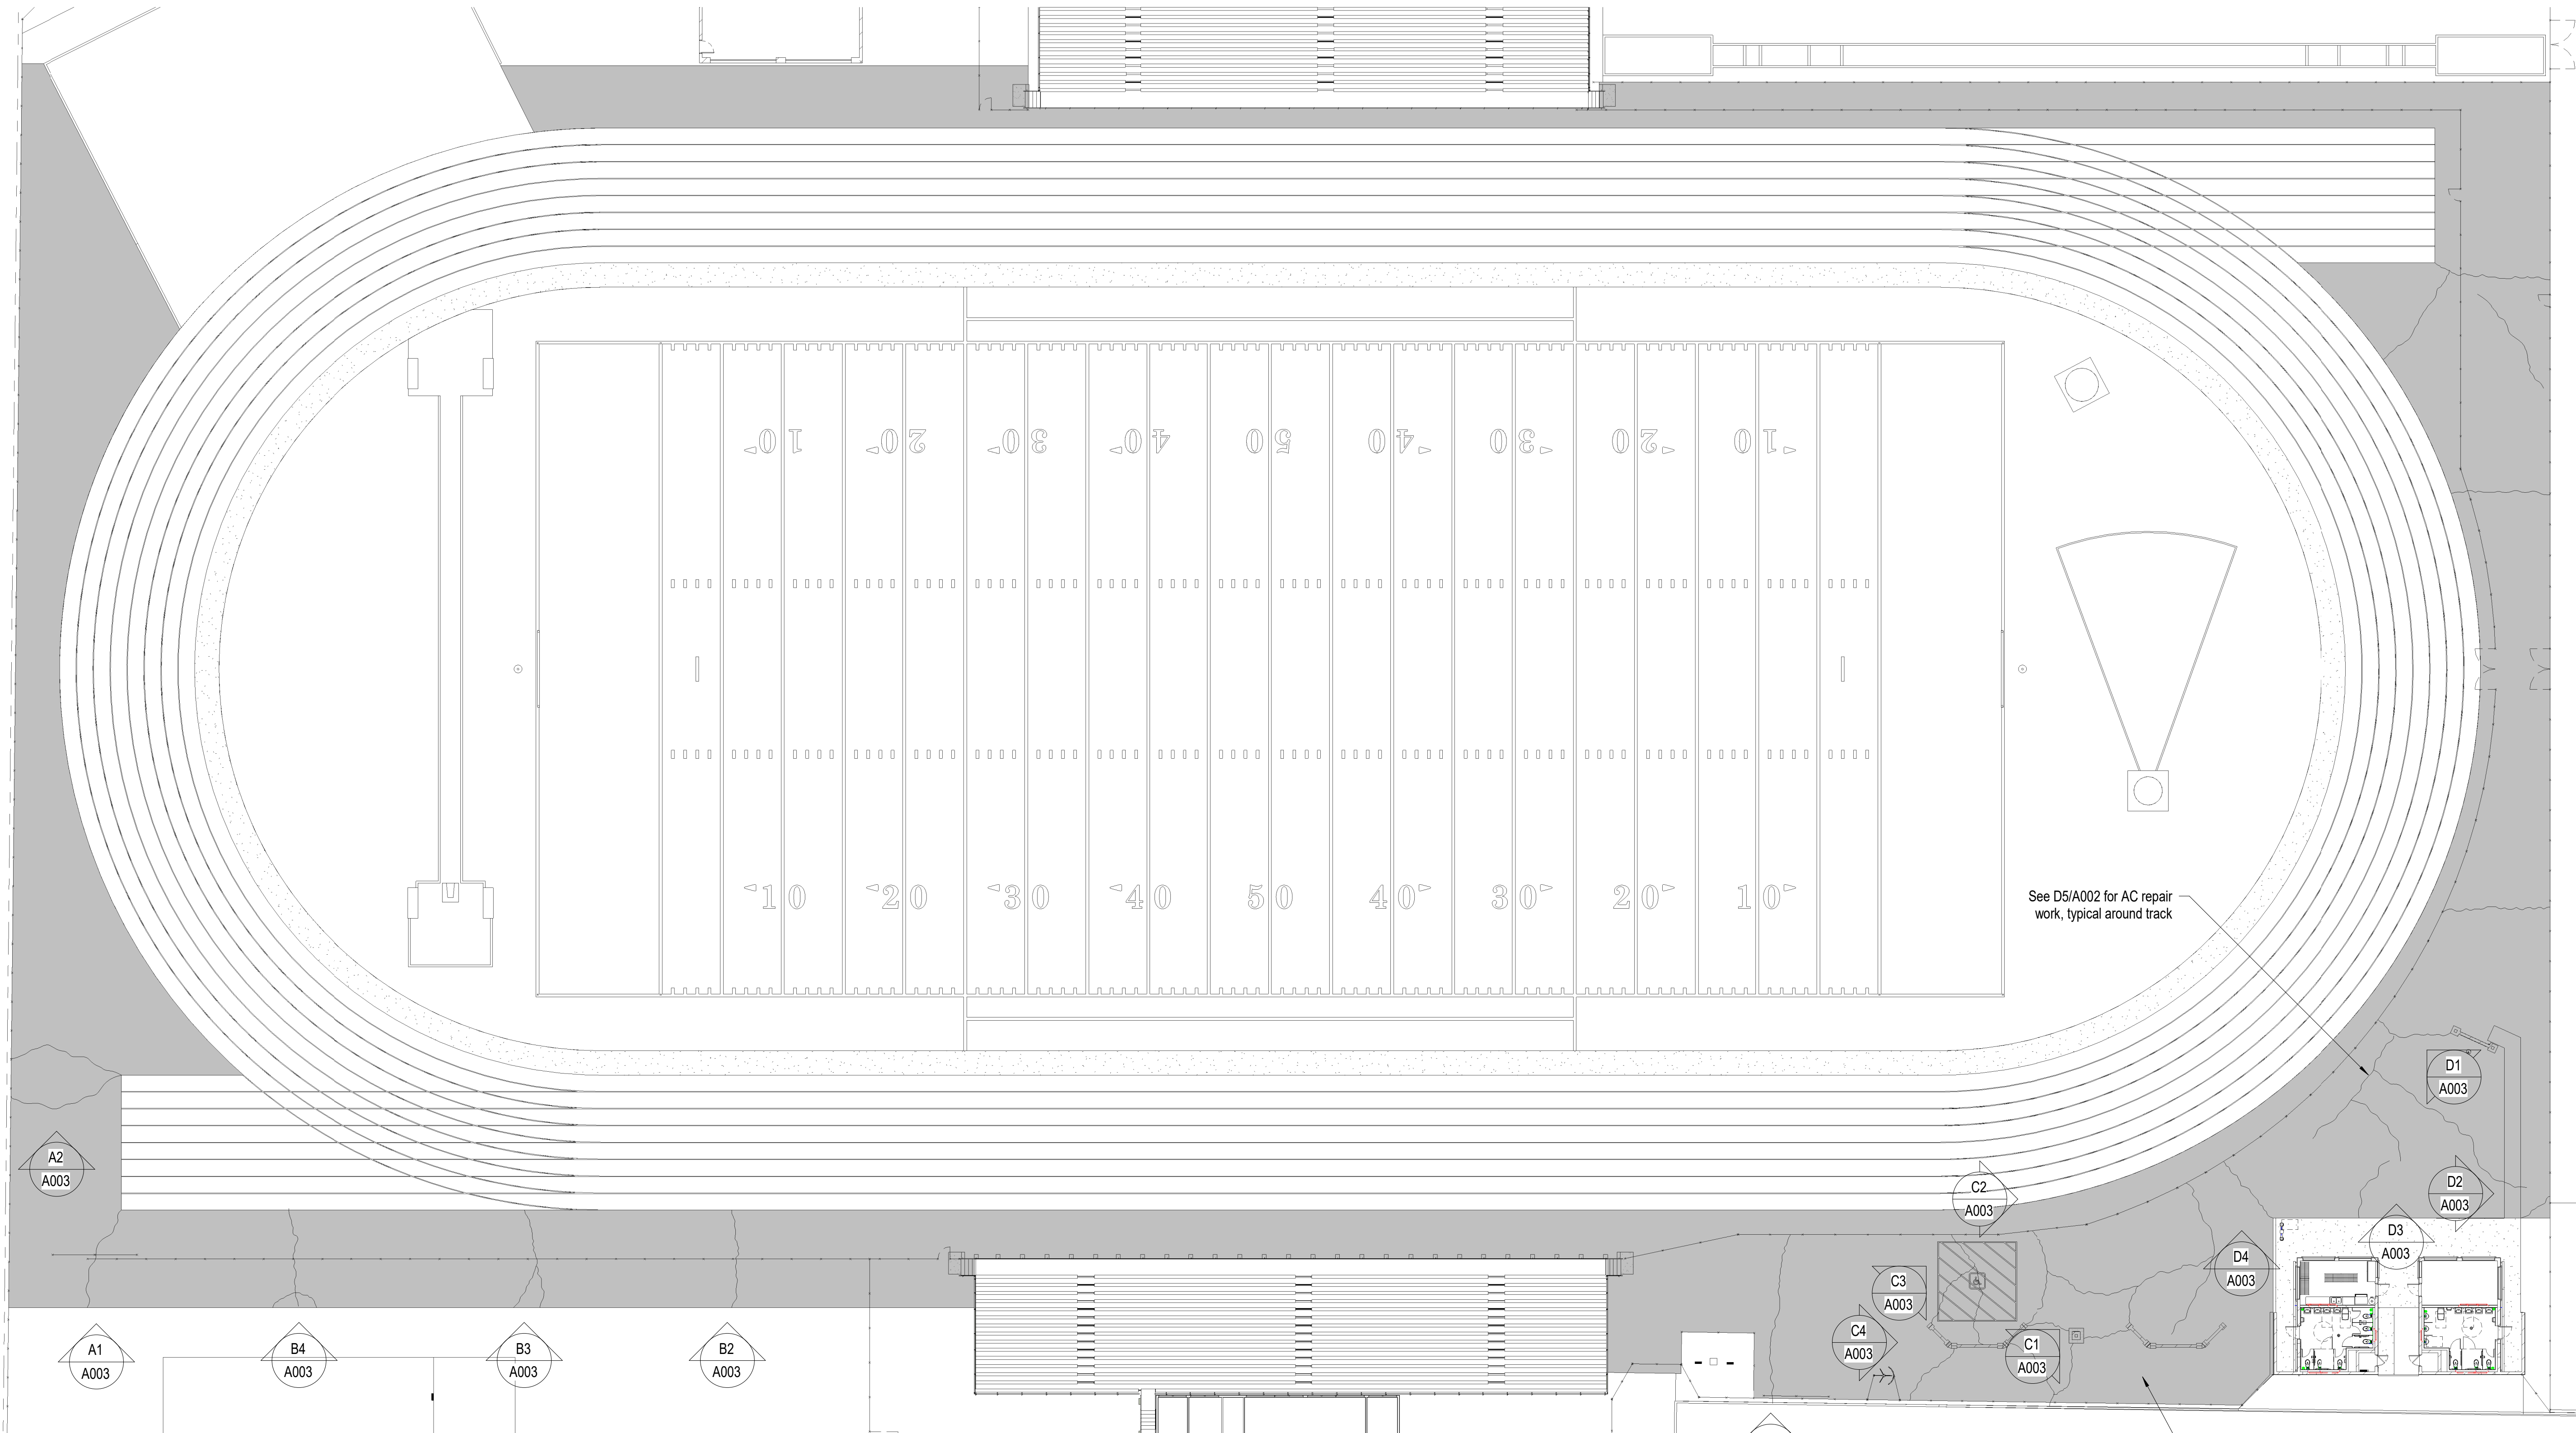 10 20 30 40 50 40 30 20 10
10 20 30 40 50 40 30 20 10
See D5/A002 for AC repair
work, typical around track
D1
A003
A2
A003
C2
A003
D2
A003
D3
A003
D4
A003
C3
A003
C4
A003
C1
A003
A1
A003
B4
A003
B3
A003
B2
A003